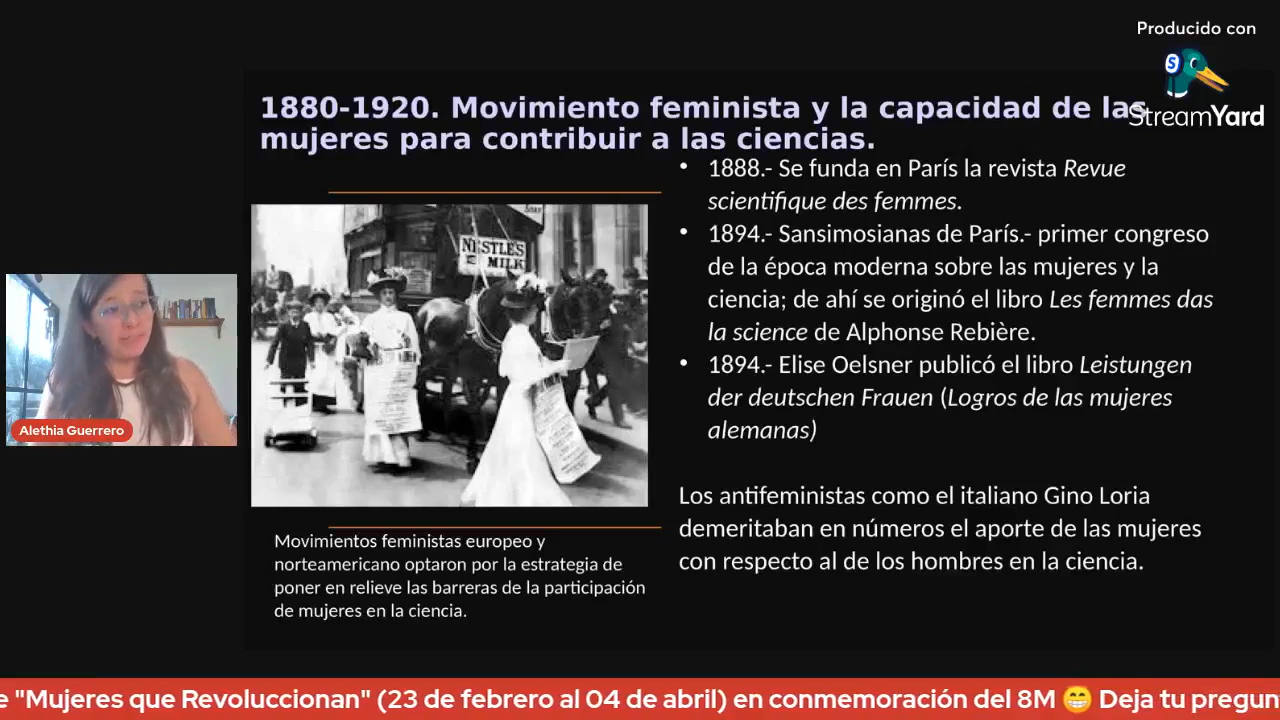 Producido con
StreamYard
1880-1920. Movimiento feminista y la capacidad de las
mujeres para contribuir a las ciencias.
• 1888.- Se funda en París la revista Revue
scientifique des femmes.
• 1894.- Sansimosianas de París.- primer congreso
de la época moderna sobre las mujeres y la
ciencia; de ahí se originó el libro Les femmes das
la science de Alphonse Rebière.
• 1894.- Elise Oelsner publicó el libro Leistungen
der deutschen Frauen (Logros de las mujeres
alemanas)
Los antifeministas como el italiano Gino Loria
demeritaban en números el aporte de las mujeres
con respecto al de los hombres en la ciencia.
NESTLÉS
MILK
Movimientos feministas europeo y
norteamericano optaron por la estrategia de
poner en relieve las barreras de la participación
de mujeres en la ciencia.
Alethia Guerrero
e "Mujeres que Revoluccionan" (23 de febrero al 04 de abril) en conmemoración del 8M 😁 Deja tu pregun